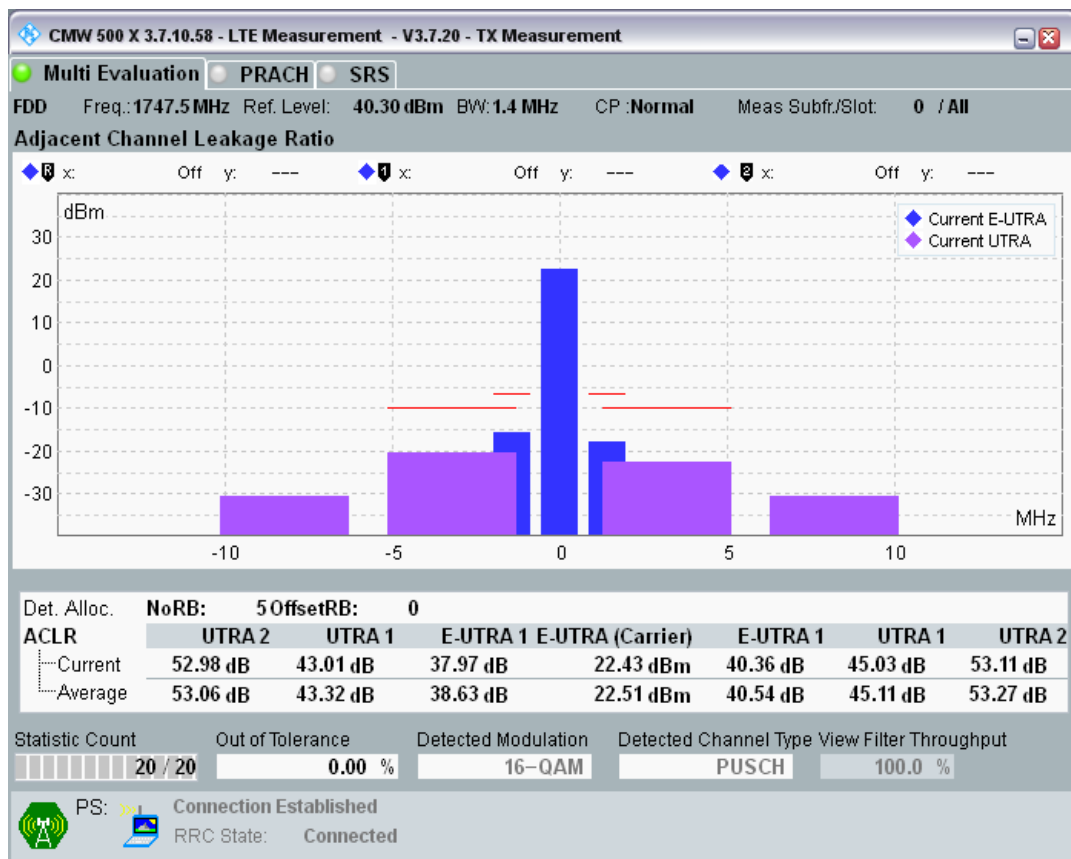 CMW 500 X 3.7.10.58 - LTE Measurement - V3.7.20 - TX Measurement
Multi Evaluation PRACH SRS
FDD Freq.: 1747.5 MHz Ref. Level: 40.30 dBm BW: 1.4 MHz CP :Normal Meas Subfr./Slot: 0 / All
Adjacent Channel Leakage Ratio
R x: Off y: --- 1 x: Off y: --- 2 x: Off y: ---
dBm
Current E-UTRA
Current UTRA
30
20
10
0
-10
-20
-30
MHz
-10 -5 0 5 10
Det. Alloc. NoRB: 5 OffsetRB: 0
ACLR UTRA 2 UTRA 1 E-UTRA 1 E-UTRA (Carrier) E-UTRA 1 UTRA 1 UTRA 2
Current 52.98 dB 43.01 dB 37.97 dB 22.43 dBm 40.36 dB 45.03 dB 53.11 dB
Average 53.06 dB 43.32 dB 38.63 dB 22.51 dBm 40.54 dB 45.11 dB 53.27 dB
Statistic Count Out of Tolerance Detected Modulation Detected Channel Type View Filter Throughput
20 / 20 0.00 % 16-QAM PUSCH 100.0 %
PS: Connection Established
RRC State: Connected